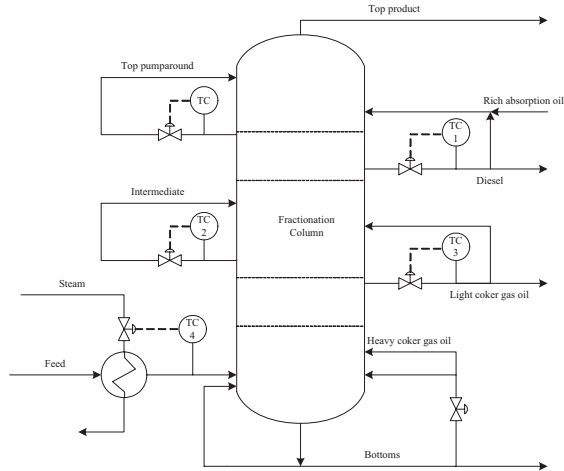 Top product
Top pumparound
TC
Rich absorption oil
TC
1
Diesel
Intermediate
TC
2
Fractionation
Column
TC
3
Steam
Light coker gas oil
TC
4
Heavy coker gas oil
Feed
Bottoms